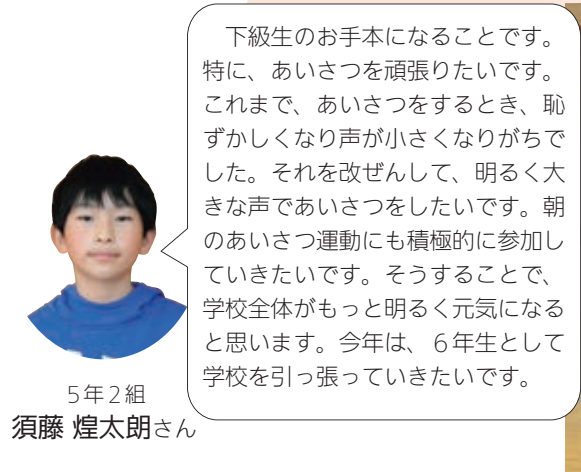 下級生のお手本になることです。
特に、あいさつを頑張りたいです。
これまで、あいさつをするとき、恥
ずかしくなり声が小さくなりがちで
した。それを改ぜんして、明るく大
きな声であいさつをしたいです。朝
のあいさつ運動にも積極的に参加し
ていきたいです。そうすることで、
学校全体がもっと明るく元気になる
と思います。今年は、６年生として
学校を引っ張っていきたいです。
5年2組
須藤 煌太朗さん